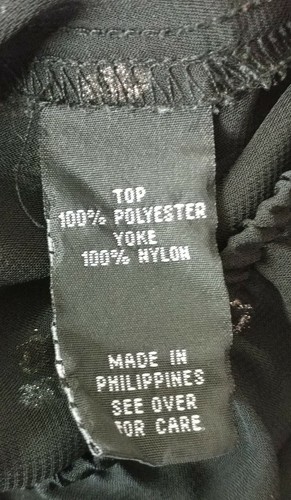 TOP
100% POLYESTER
YOKE
100% NYLON
MADE IN
PHILIPPINES
SEE OVER
FOR CARE